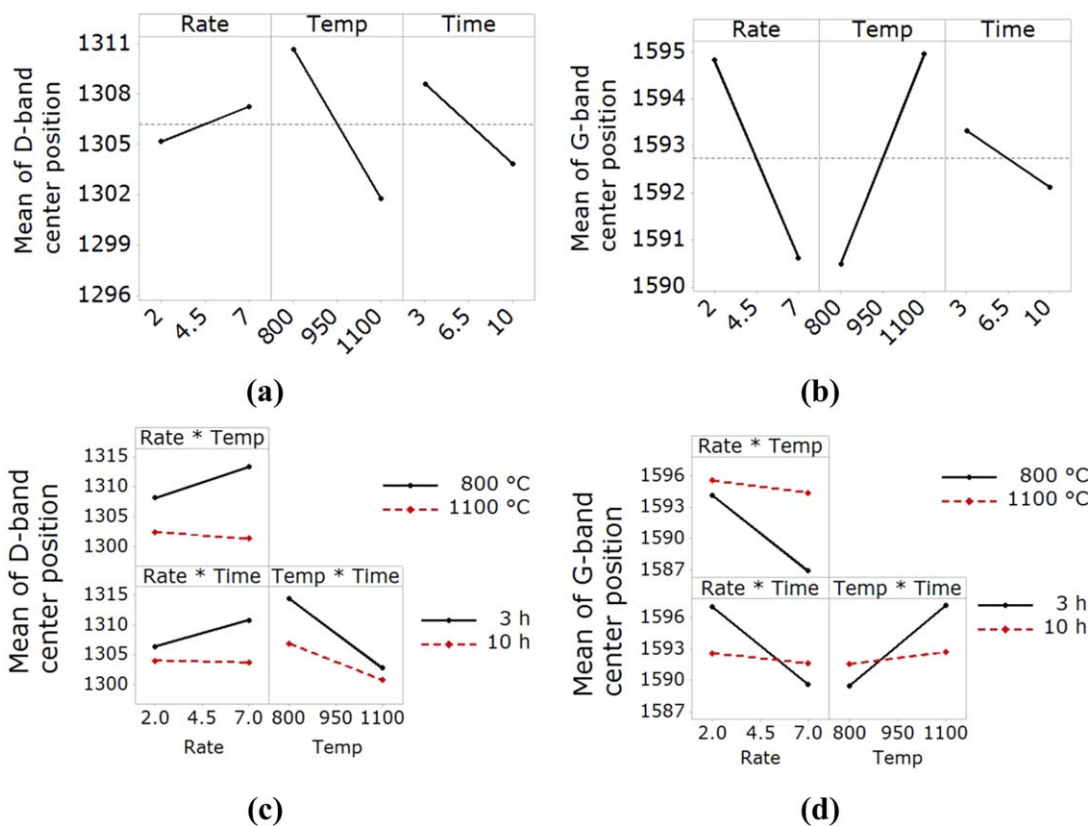 Rate Temp Time
1311
1308
1305
1302
1299
1296
Mean of D-band
center position
2 4.5 7 800 950 1100 3 6.5 10
(a)
Rate Temp Time
1595
1594
1593
1592
1591
1590
Mean of G-band
center position
2 4.5 7 800 950 1100 3 6.5 10
(b)
Rate * Temp
1315
1310
1305
1300
800 °C
1100 °C
Rate * Time Temp * Time
1315
1310
1305
1300
3 h
10 h
Mean of D-band
center position
2.0 4.5 7.0 800 950 1100
Rate Temp
(c)
Rate * Temp
1596
1593
1590
1587
800 °C
1100 °C
Rate * Time Temp * Time
1596
1593
1590
1587
3 h
10 h
Mean of G-band
center position
2.0 4.5 7.0 800 950 1100
Rate Temp
(d)